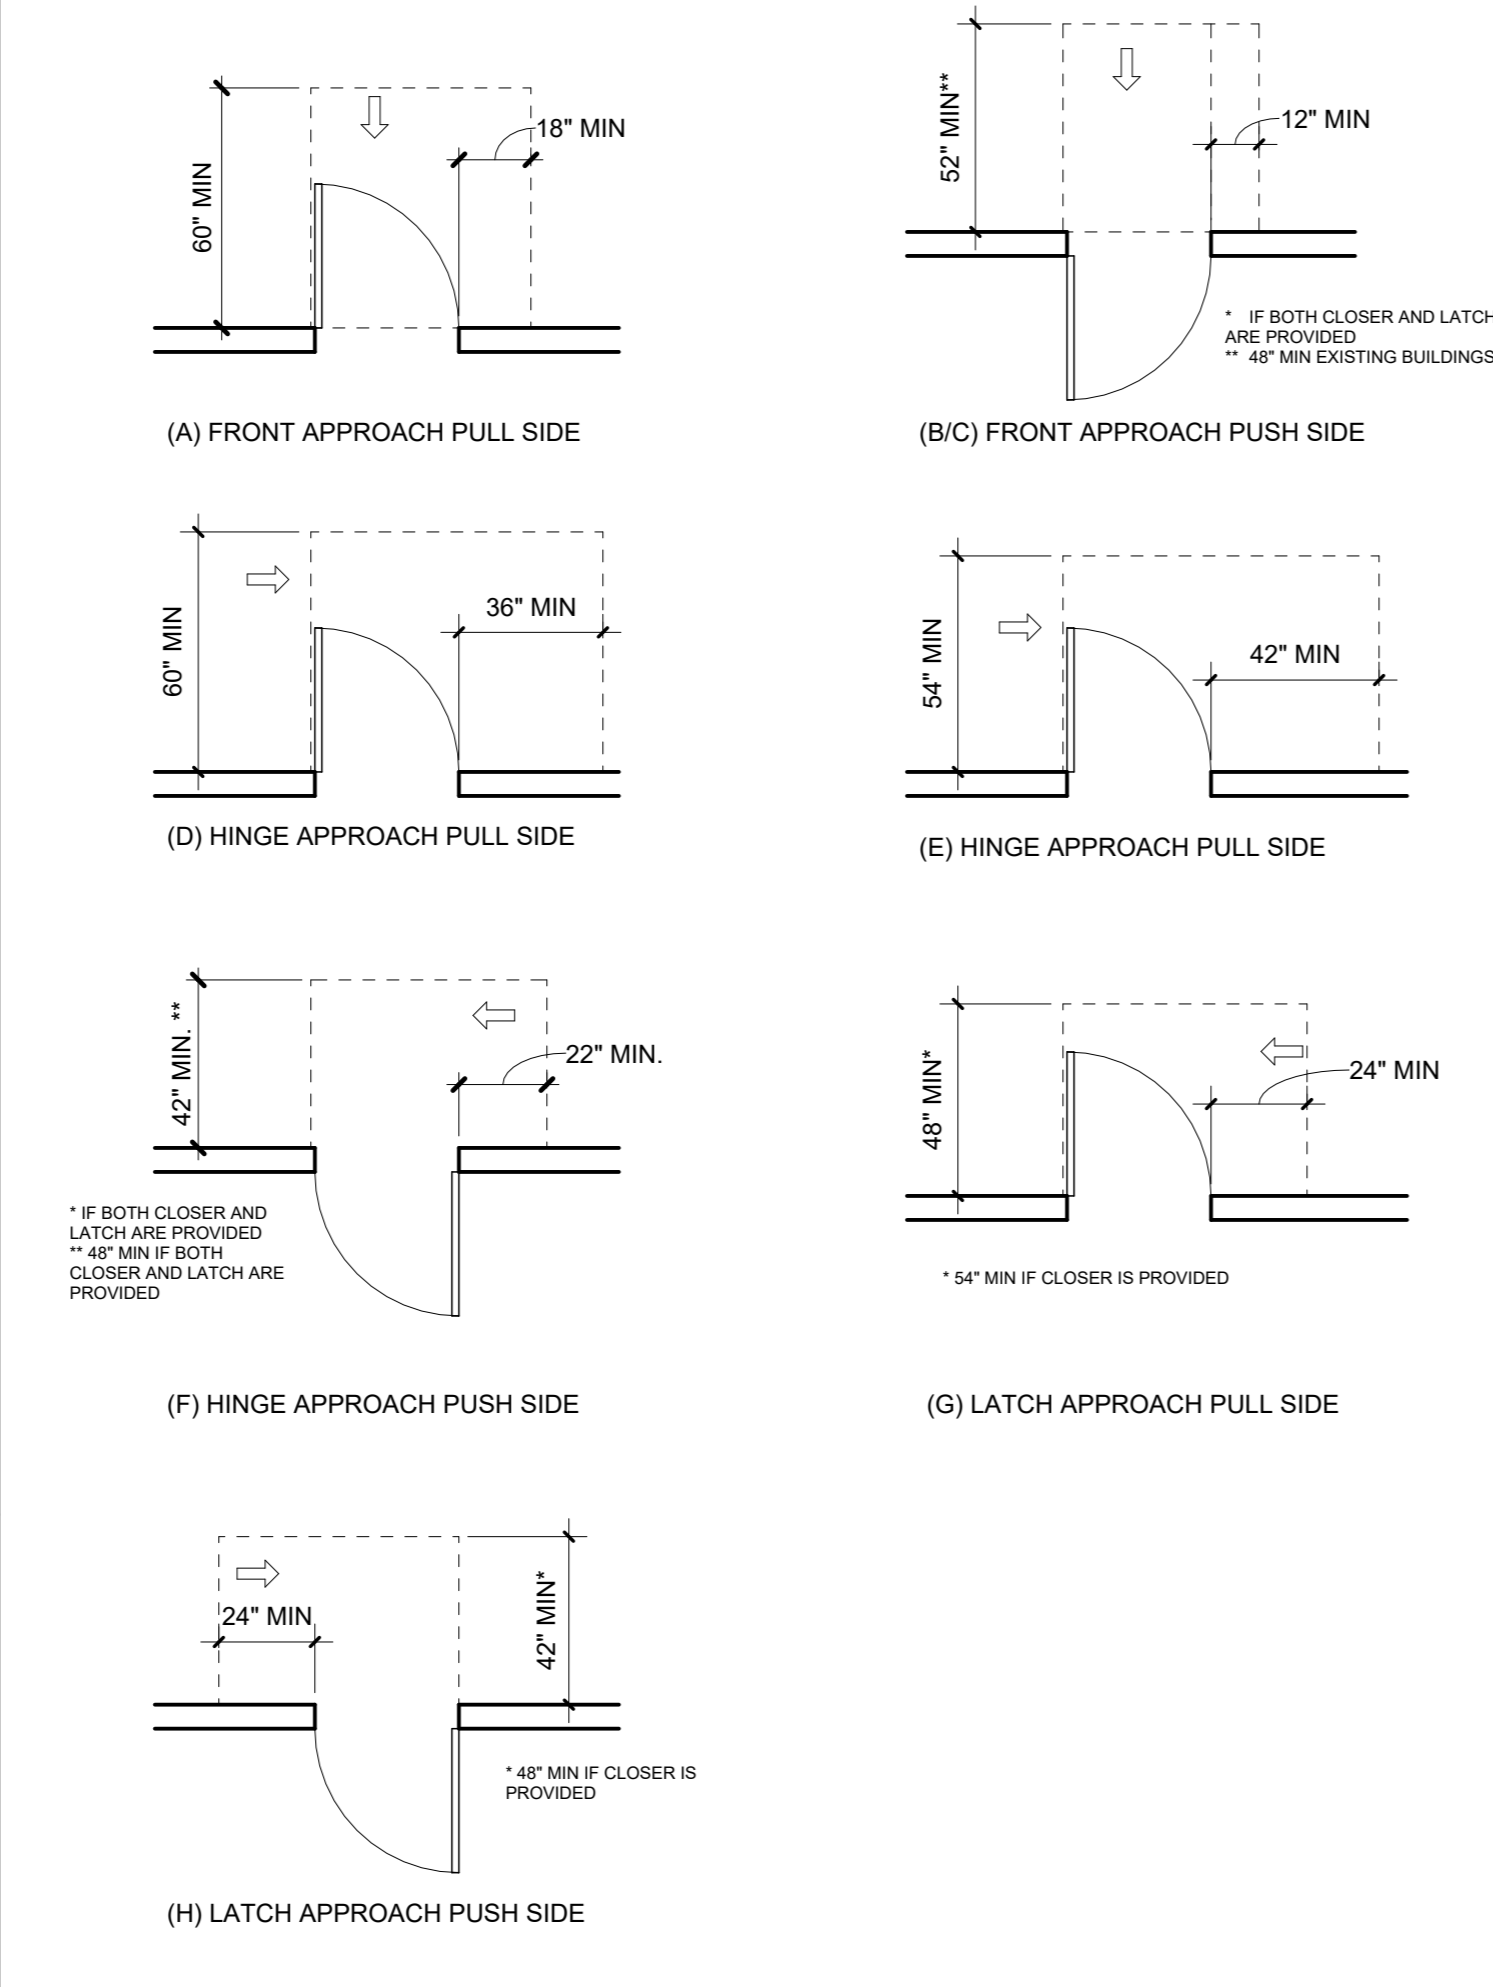 60" MIN
18" MIN
(A) FRONT APPROACH PULL SIDE
52" MIN**
12" MIN
* IF BOTH CLOSER AND LATCH
ARE PROVIDED
** 48" MIN EXISTING BUILDINGS
(B/C) FRONT APPROACH PUSH SIDE
60" MIN
36" MIN
(D) HINGE APPROACH PULL SIDE
54" MIN
42" MIN
(E) HINGE APPROACH PULL SIDE
42" MIN. **
22" MIN.
* IF BOTH CLOSER AND
LATCH ARE PROVIDED
** 48" MIN IF BOTH
CLOSER AND LATCH ARE
PROVIDED
(F) HINGE APPROACH PUSH SIDE
48" MIN*
24" MIN
* 54" MIN IF CLOSER IS PROVIDED
(G) LATCH APPROACH PULL SIDE
24" MIN
42" MIN*
* 48" MIN IF CLOSER IS
PROVIDED
(H) LATCH APPROACH PUSH SIDE